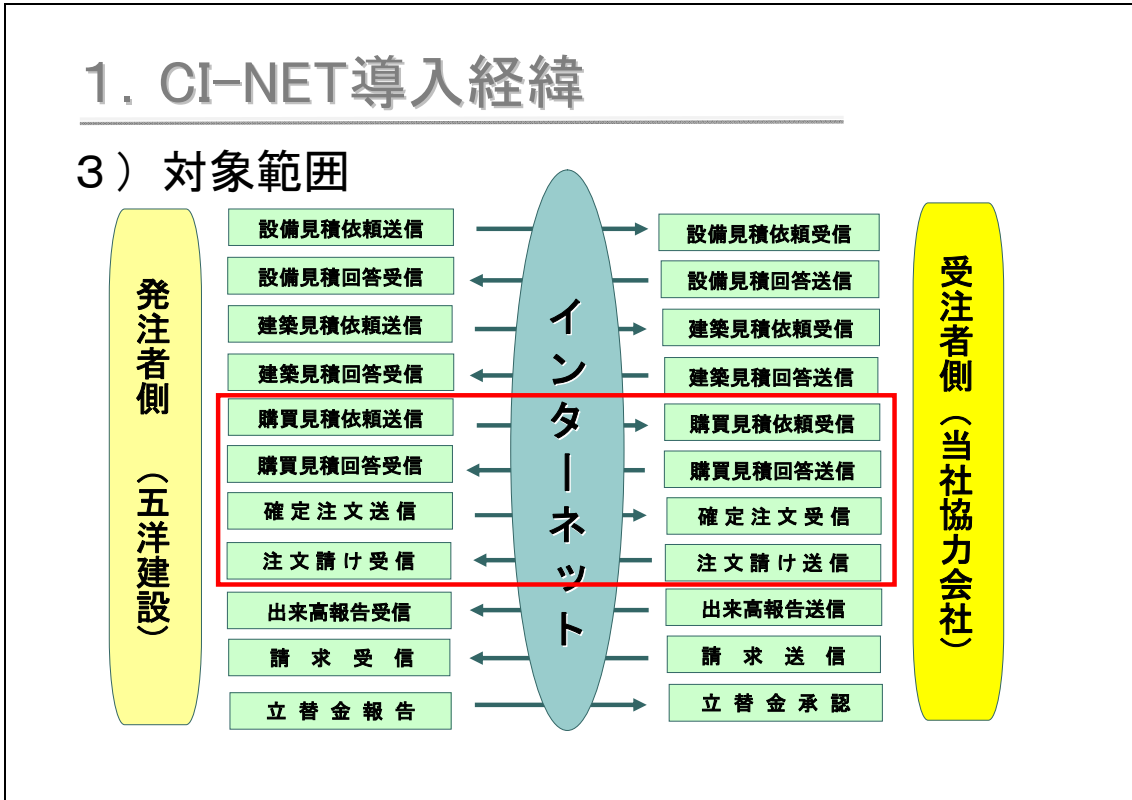 １．CI-NET導入経緯
３）対象範囲
発注者側　（五洋建設）
設備見積依頼送信
設備見積回答受信
建築見積依頼送信
建築見積回答受信
購買見積依頼送信
購買見積回答受信
確定注文送信
注文請け受信
出来高報告受信
請求受信
立替金報告
インターネット
設備見積依頼受信
設備見積回答送信
建築見積依頼受信
建築見積回答送信
購買見積依頼受信
購買見積回答送信
確定注文受信
注文請け送信
出来高報告送信
請求送信
立替金承認
受注者側（当社協力会社）